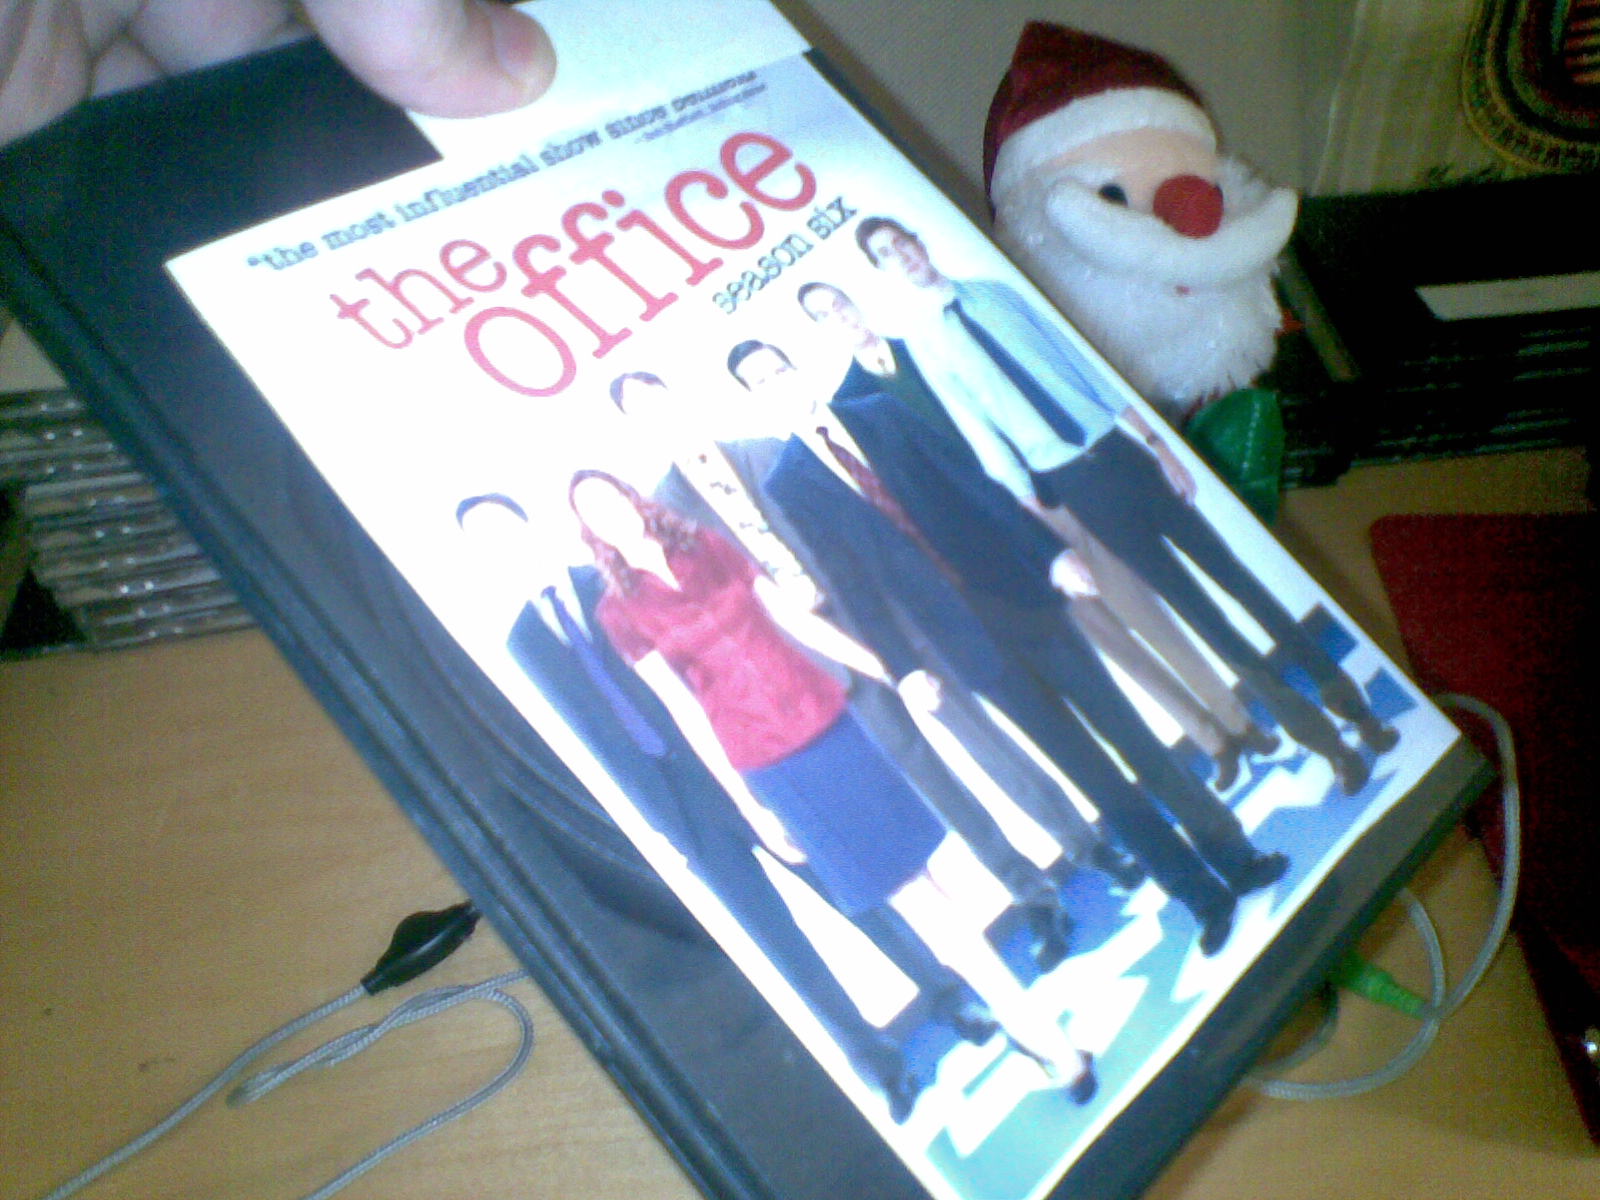 "the most influential show since
the
office
season six